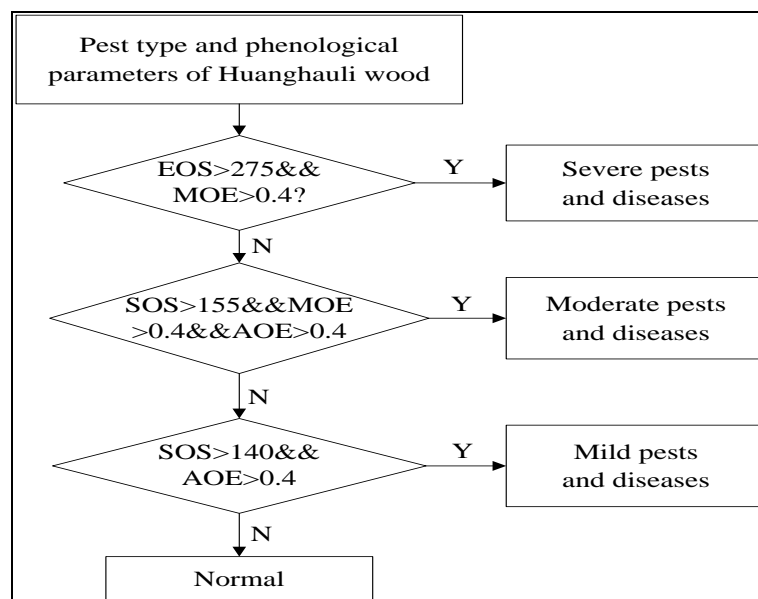 Pest type and phenological
parameters of Huanghauli wood
EOS>275&&
MOE>0.4?
Y
Severe pests
and diseases
N
SOS>155&&MOE
>0.4&&AOE>0.4
Y
Moderate pests
and diseases
N
SOS>140&&
AOE>0.4
Y
Mild pests
and diseases
N
Normal